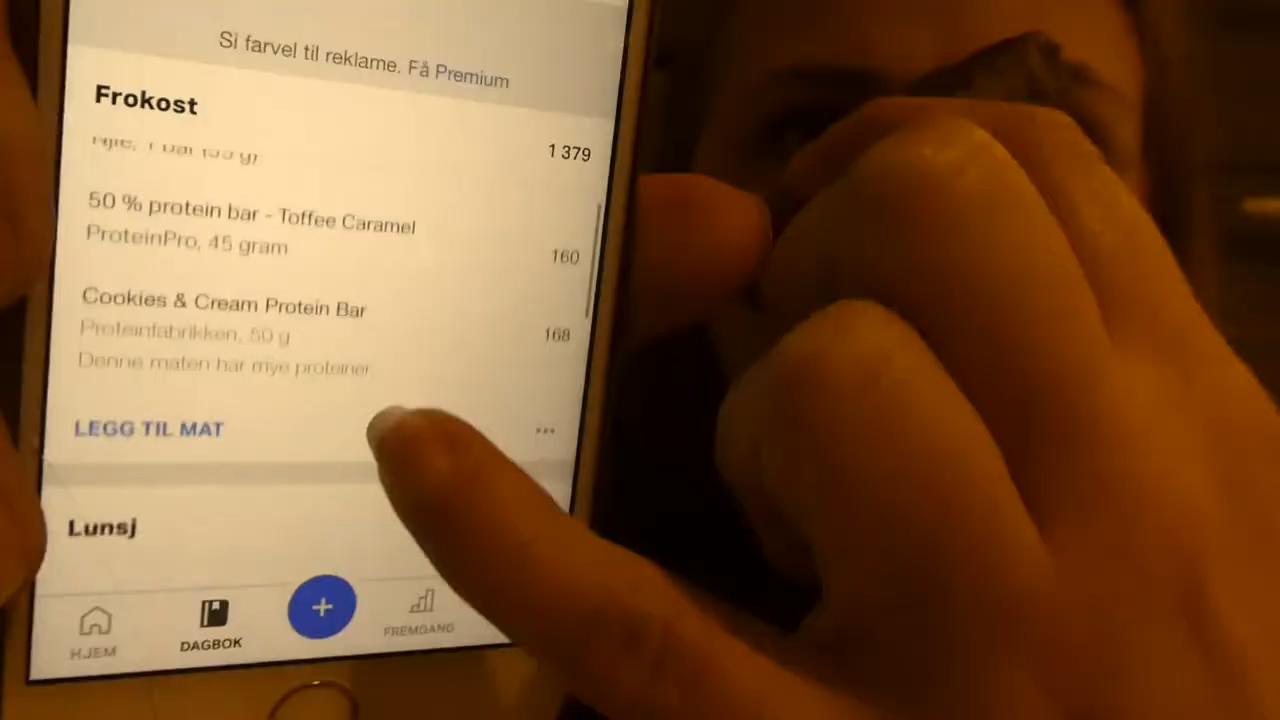 Si farvel til reklame. Få Premium
Frokost
1 379
50 % protein bar - Toffee Caramel
ProteinPro, 45 gram
160
Cookies & Cream Protein Bar
Proteinfabrikken, 50 g
168
Denne maten har mye proteiner
LEGG TIL MAT
Lunsj
HJEM
DAGBOK
FREMGANG